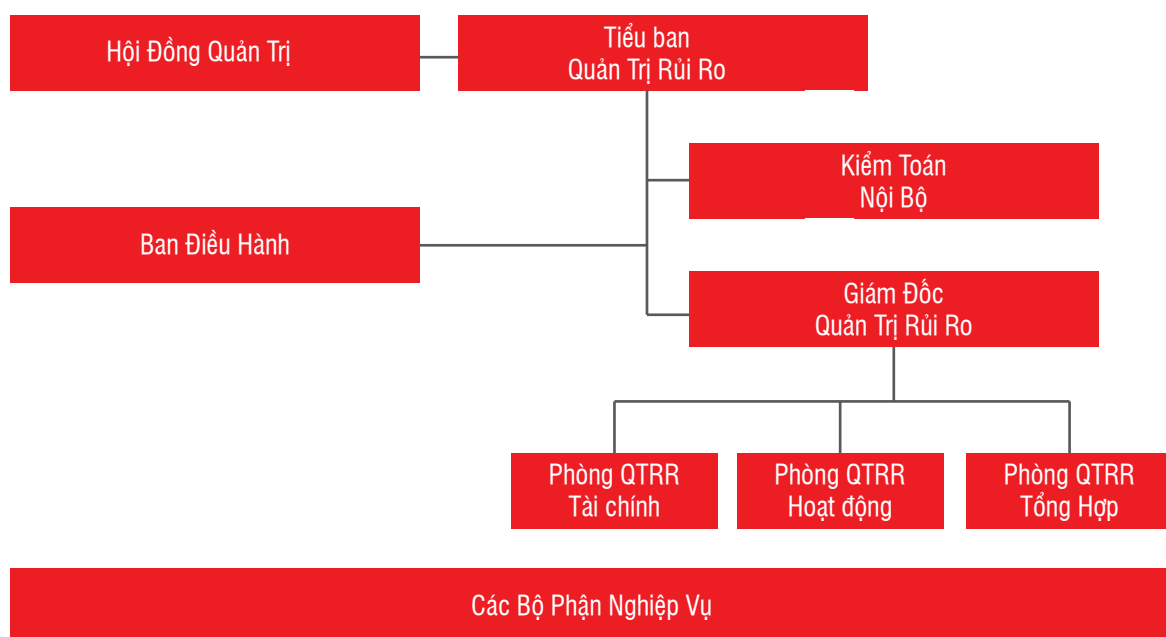 Hội Đồng Quản Trị
Tiểu ban
Quản Trị Rủi Ro
Kiểm Toán
Nội Bộ
Ban Điều Hành
Giám Đốc
Quản Trị Rủi Ro
Phòng QTRR
Tài chính
Phòng QTRR
Hoạt động
Phòng QTRR
Tổng Hợp
Các Bộ Phận Nghiệp Vụ